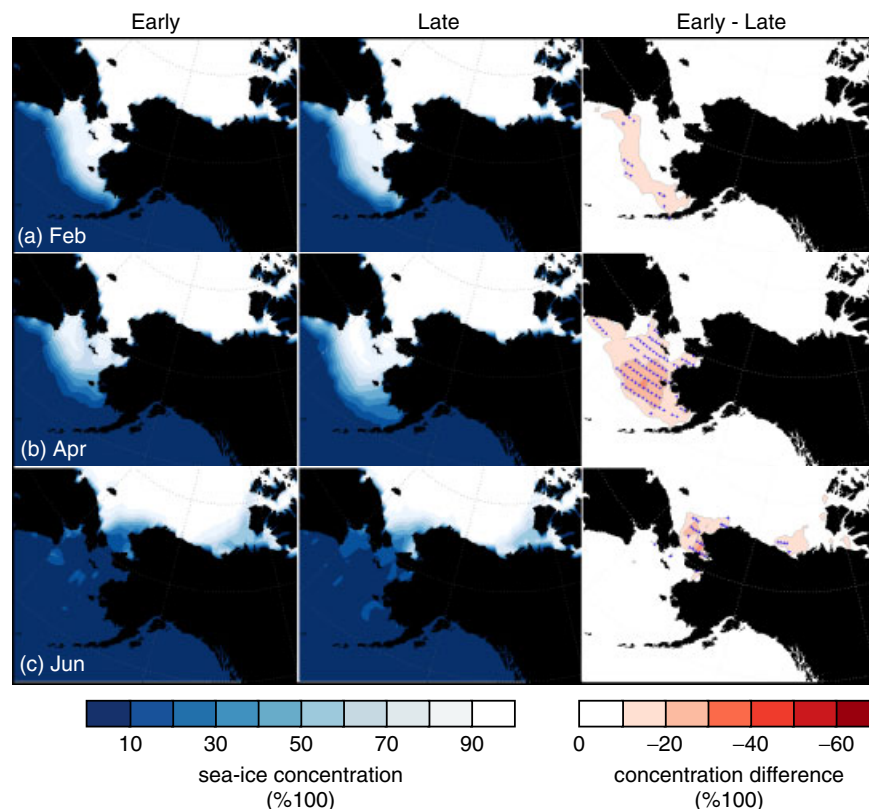 Early Late Early - Late
(a) Feb
(b) Apr
(c) Jun
10 30 50 70 90 0 −20 −40 −60
sea-ice concentration concentration difference
(%100) (%100)